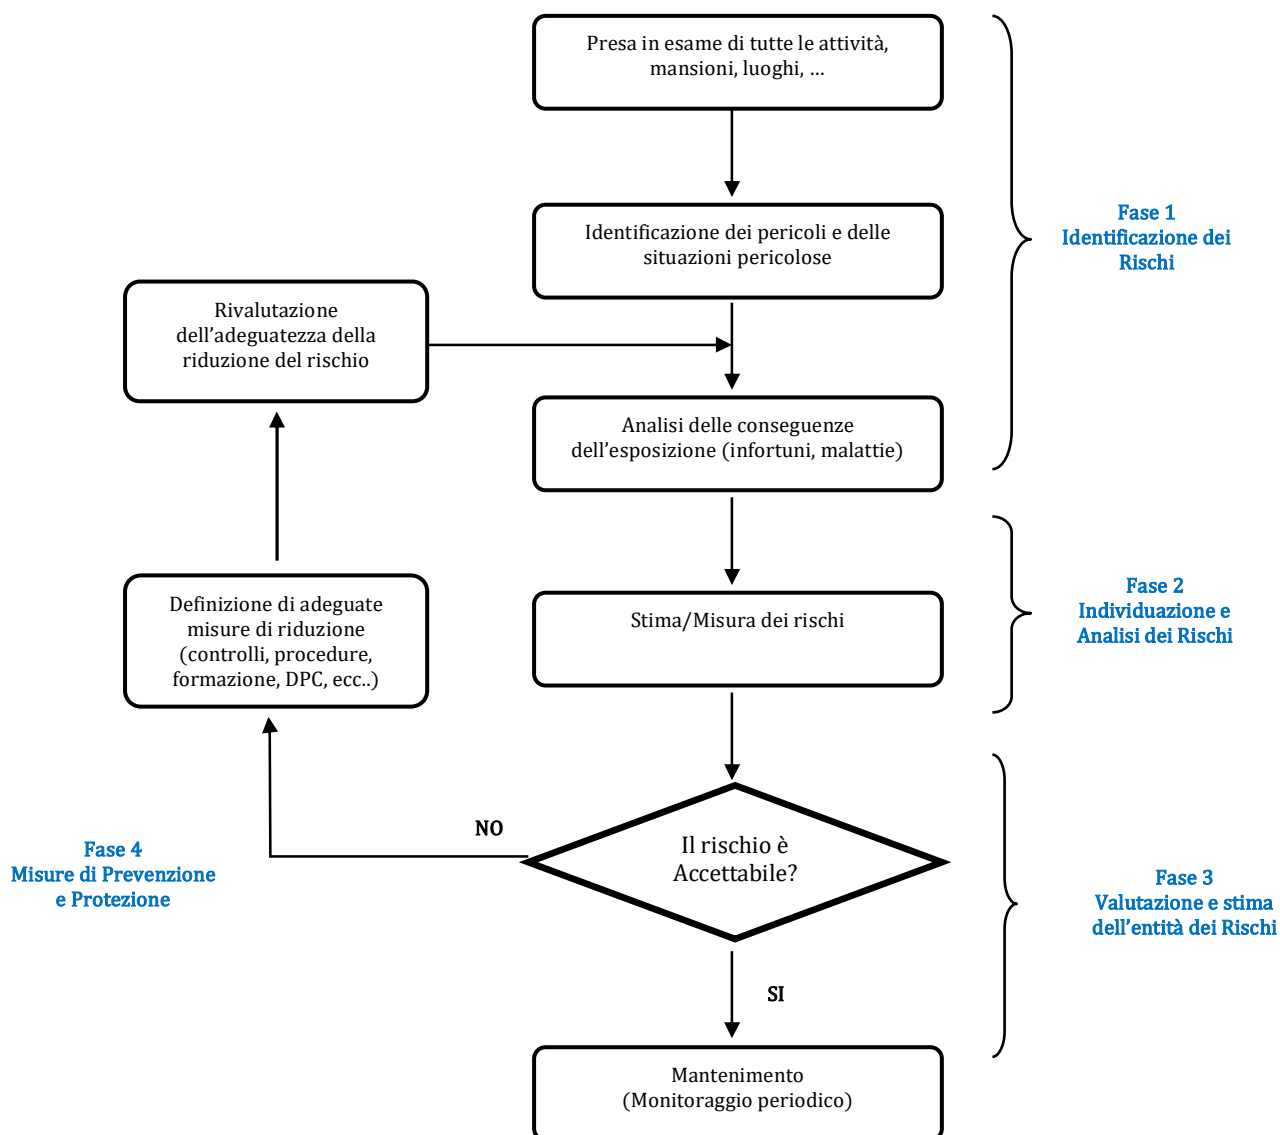 Presa in esame di tutte le attività,
mansioni, luoghi, …
Identificazione dei pericoli e delle
situazioni pericolose
Fase 1
Identificazione dei
Rischi
Rivalutazione
dell’adeguatezza della
riduzione del rischio
Analisi delle conseguenze
dell’esposizione (infortuni, malattie)
Definizione di adeguate
misure di riduzione
(controlli, procedure,
formazione, DPC, ecc..)
Stima/Misura dei rischi
Fase 2
Individuazione e
Analisi dei Rischi
NO
Il rischio è
Accettabile?
Fase 4
Misure di Prevenzione
e Protezione
Fase 3
Valutazione e stima
dell’entità dei Rischi
SI
Mantenimento
(Monitoraggio periodico)